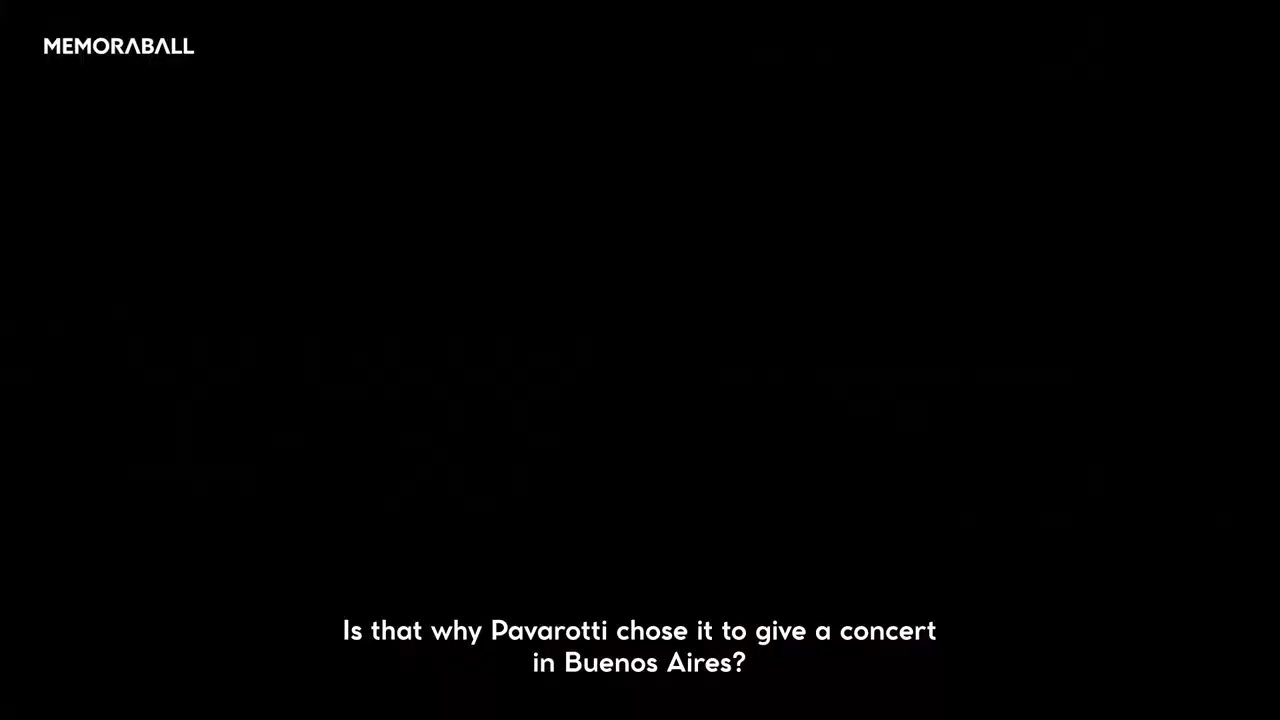 MEMORABALL
Is that why Pavarotti chose it to give a concert
in Buenos Aires?